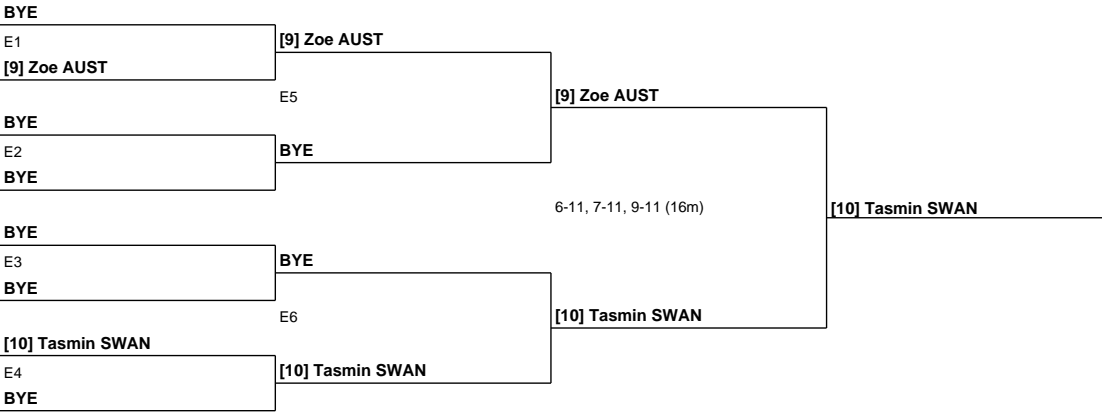 BYE
E1
[9] Zoe AUST
[9] Zoe AUST
E5
[9] Zoe AUST
BYE
E2
BYE
BYE
6-11, 7-11, 9-11 (16m)
[10] Tasmin SWAN
BYE
E3
BYE
BYE
E6
[10] Tasmin SWAN
[10] Tasmin SWAN
E4
[10] Tasmin SWAN
BYE